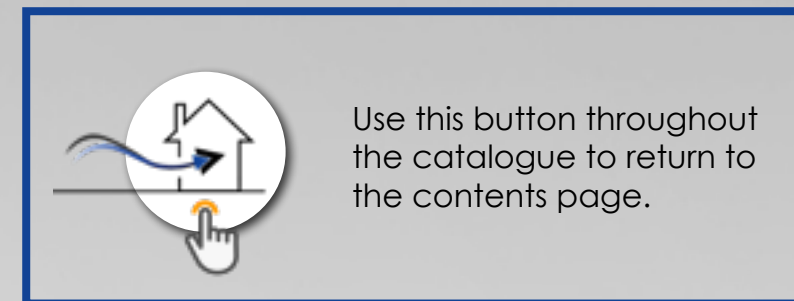 Use this button throughout
the catalogue to return to
the contents page.